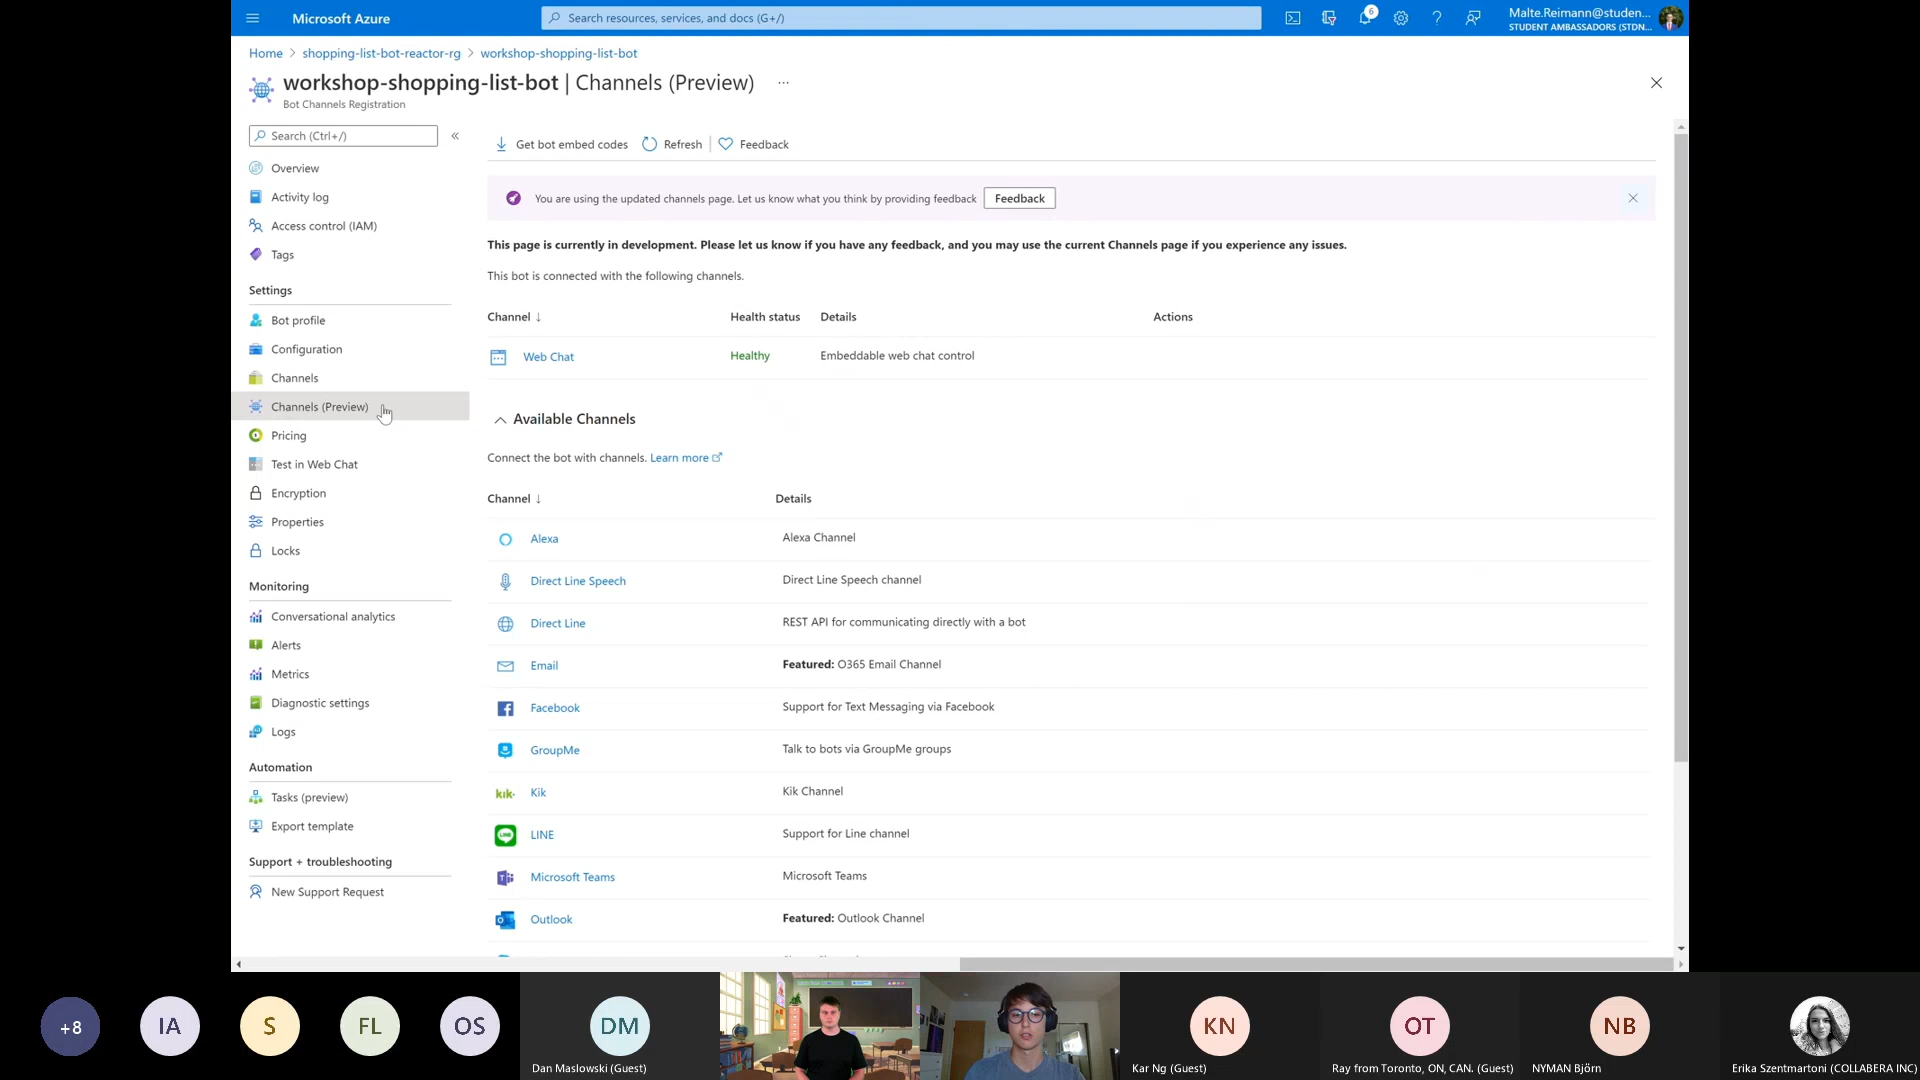 Microsoft Azure
Search resources, services, and docs (G+/)
6
Malte.Reimann@studen...
STUDENT AMBASSADORS (STDN...
Home > shopping-list-bot-reactor-rg > workshop-shopping-list-bot
workshop-shopping-list-bot | Channels (Preview) ...
Bot Channels Registration
Search (Ctrl+/)
«
Overview
Activity log
Access control (IAM)
Tags
Settings
Bot profile
Configuration
Channels
Channels (Preview)
Pricing
Test in Web Chat
Encryption
Properties
Locks
Monitoring
Conversational analytics
Alerts
Metrics
Diagnostic settings
Logs
Automation
Tasks (preview)
Export template
Support + troubleshooting
New Support Request
Get bot embed codes Refresh Feedback
You are using the updated channels page. Let us know what you think by providing feedback Feedback
This page is currently in development. Please let us know if you have any feedback, and you may use the current Channels page if you experience any issues.
This bot is connected with the following channels.
Channel ↓ Health status Details Actions
Web Chat Healthy Embeddable web chat control
Available Channels
Connect the bot with channels. Learn more
Channel ↓ Details
Alexa Alexa Channel
Direct Line Speech Direct Line Speech channel
Direct Line REST API for communicating directly with a bot
Email Featured: O365 Email Channel
Facebook Support for Text Messaging via Facebook
GroupMe Talk to bots via GroupMe groups
kik. Kik Kik Channel
LINE Support for Line channel
Microsoft Teams Microsoft Teams
Outlook Featured: Outlook Channel
+8
IA
S
FL
OS
DM
KN
OT
NB
Dan Maslowski (Guest)
Kar Ng (Guest)
Ray from Toronto, ON, CAN. (Guest)
NYMAN Björn
Erika Szentmartoni (COLLABERA INC)